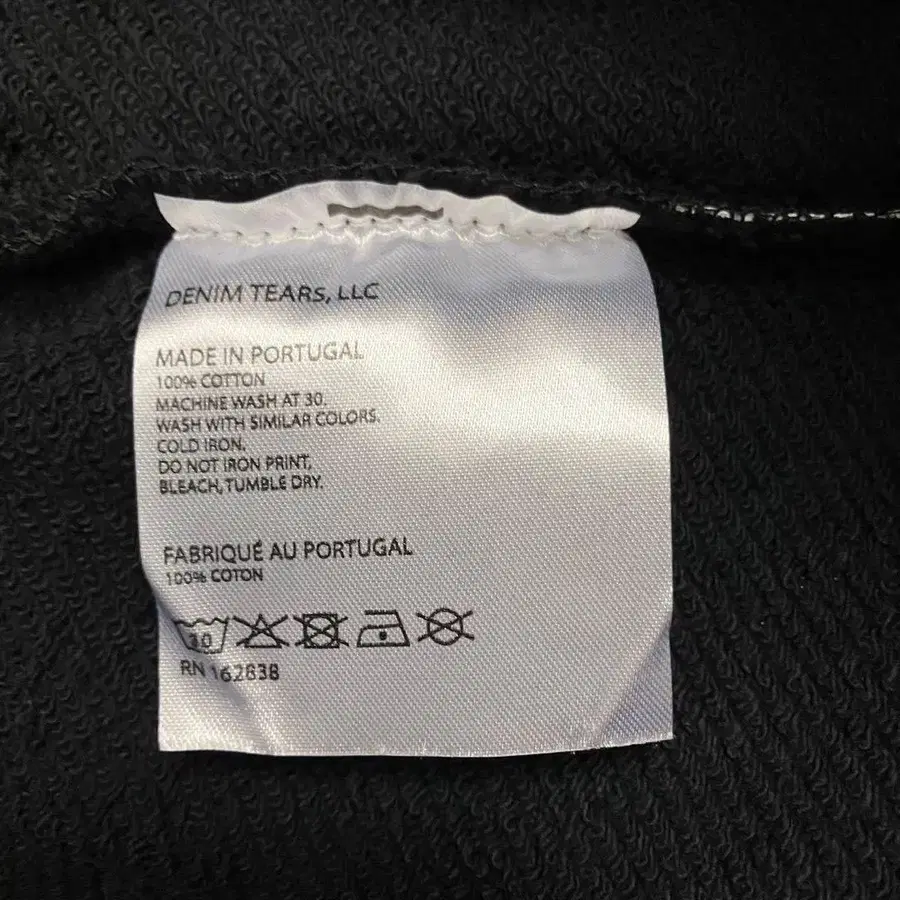 DENIM TEARS, LLC
MADE IN PORTUGAL
100% COTTON
MACHINE WASH AT 30.
WASH WITH SIMILAR COLORS.
COLD IRON.
DO NOT IRON PRINT,
BLEACH, TUMBLE DRY.
FABRIQUÉ AU PORTUGAL
100% COTON
30
RN 162838